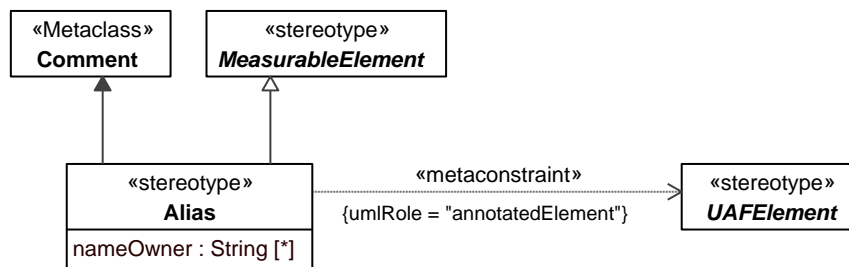 «Metaclass»
Comment
«stereotype»
MeasurableElement
«stereotype»
Alias
nameOwner : String [*]
«metaconstraint»
{umlRole = "annotatedElement"}
«stereotype»
UAFElement